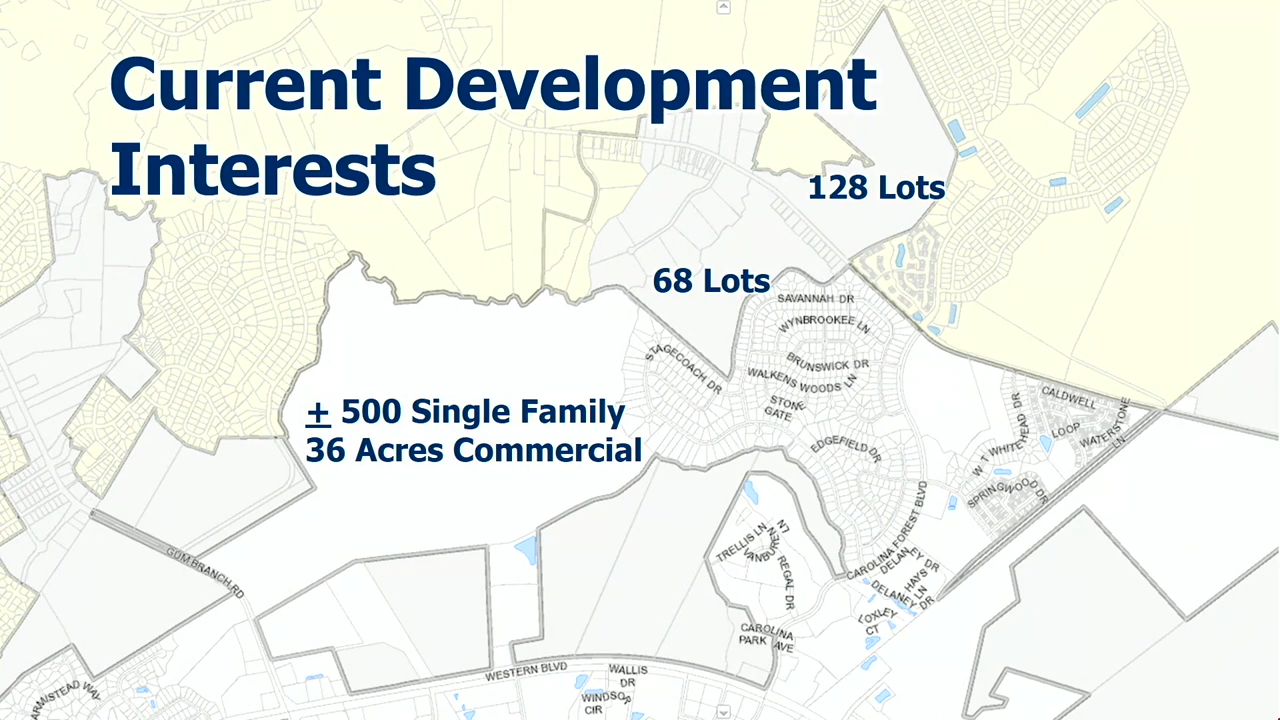 Current Development
Interests
128 Lots
68 Lots
SAVANNAH DR
WYNBROOKEE LN
STAGECOACH DR
BRUNSWICK DR
WALKENS WOODS LN
STONE
GATE
CALDWELL
LOOP
W T WHITEHEAD DR
WATERSTONE
LN
± 500 Single Family
36 Acres Commercial
EDGEFIELD DR
SPRINGWOOD DR
CAROLINA FOREST BLVD
GUM BRANCH RD
TRELLIS LN
VANBUREN LN
REGAL DR
DELANEY DR
HAYS
LN
DELANEY DR
FOXLEY
CT
CAROLINA
PARK AVE
WESTERN BLVD
WALLIS
DR
WINDSOR
CIR
ARMSTEAD WAY